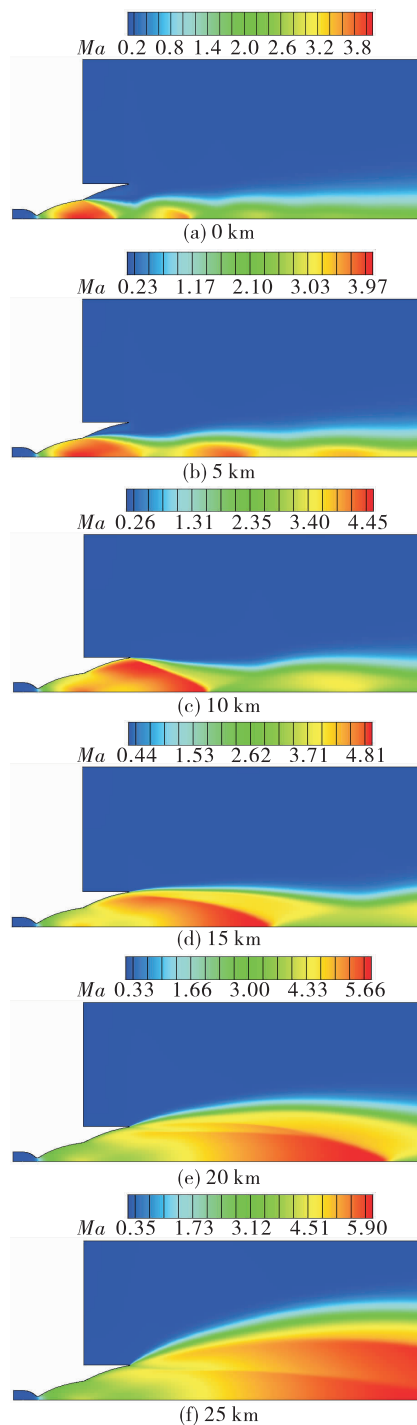 Ma 0.2 0.8 1.4 2.0 2.6 3.2 3.8
(a) 0 km
Ma 0.23 1.17 2.10 3.03 3.97
(b) 5 km
Ma 0.26 1.31 2.35 3.40 4.45
(c) 10 km
Ma 0.44 1.53 2.62 3.71 4.81
(d) 15 km
Ma 0.33 1.66 3.00 4.33 5.66
(e) 20 km
Ma 0.35 1.73 3.12 4.51 5.90
(f) 25 km